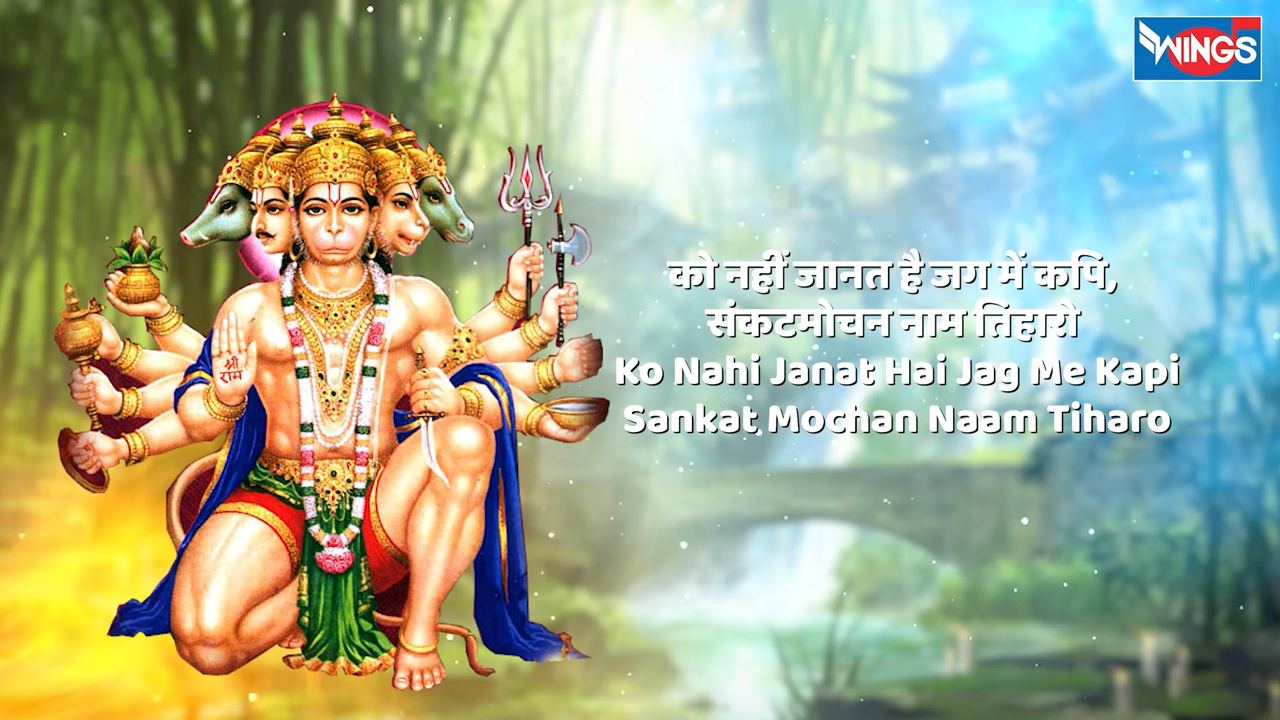 WINGS
को नहीं जानत है जग में कपि,
संकटमोचन नाम तिहारो
Ko Nahi Janat Hai Jag Me Kapi
Sankat Mochan Naam Tiharo
श्री
राम